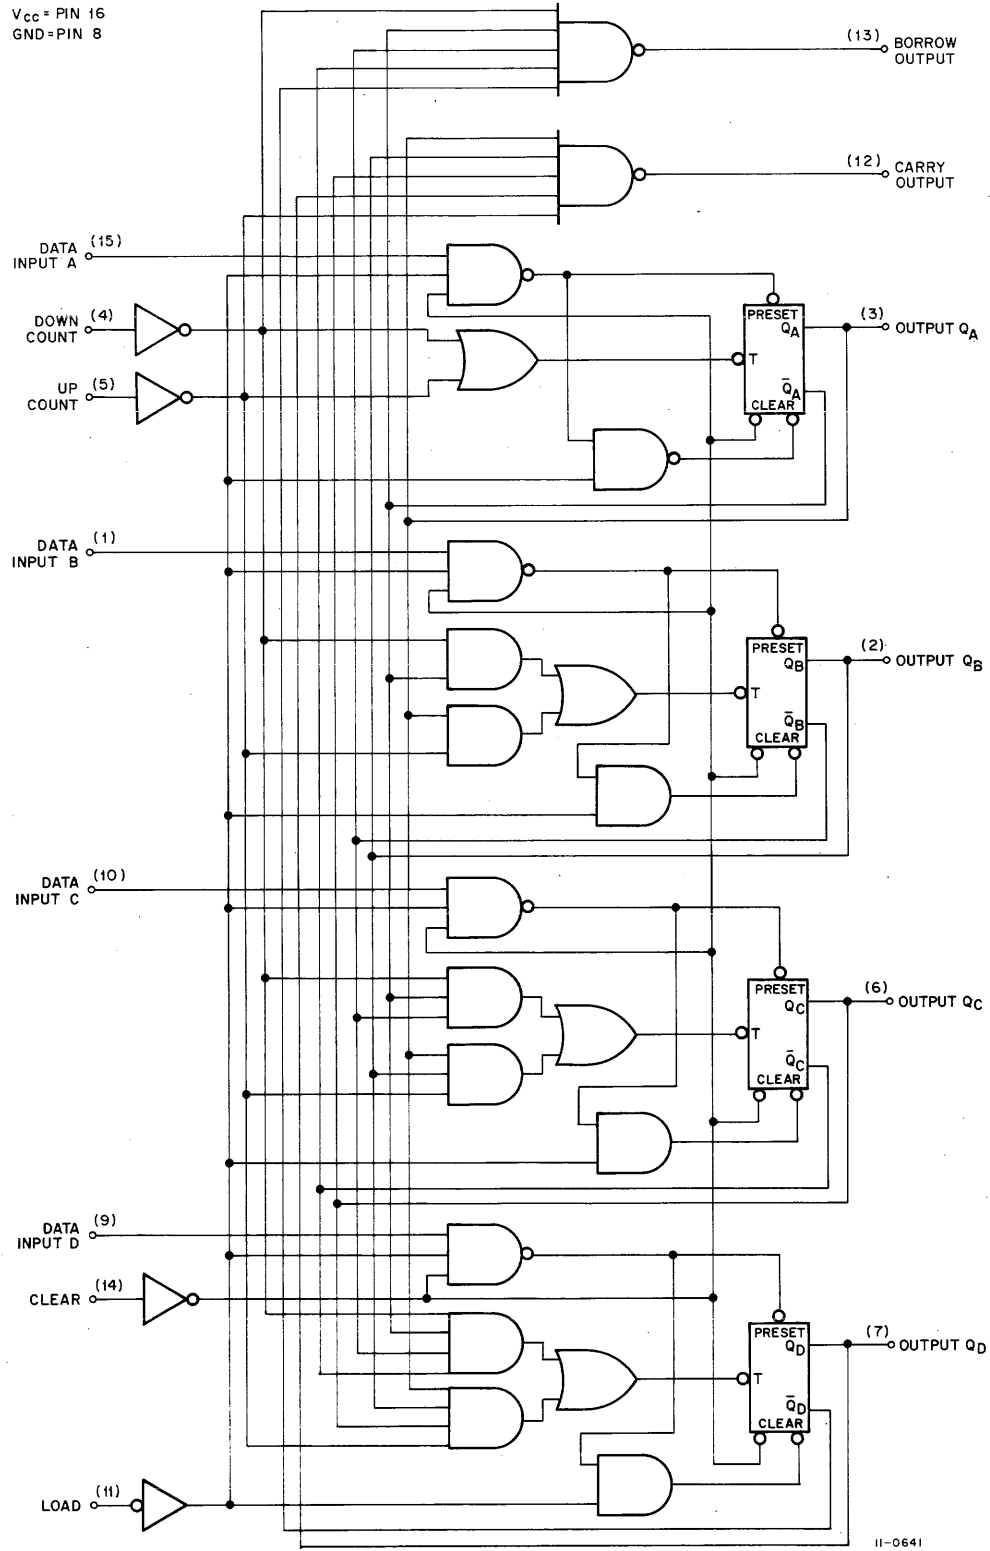 VCC = PIN 16
GND = PIN 8
(13)
BORROW
OUTPUT
(12)
CARRY
OUTPUT
DATA
INPUT A
(15)
DOWN
COUNT
(4)
UP
COUNT
(5)
PRESET
QA
T
Q̅A
CLEAR
(3)
OUTPUT QA
DATA
INPUT B
(1)
PRESET
QB
T
Q̅B
CLEAR
(2)
OUTPUT QB
DATA
INPUT C
(10)
PRESET
QC
T
Q̅C
CLEAR
(6)
OUTPUT QC
DATA
INPUT D
(9)
CLEAR
(14)
PRESET
QD
T
Q̅D
CLEAR
(7)
OUTPUT QD
LOAD
(11)
11-0641